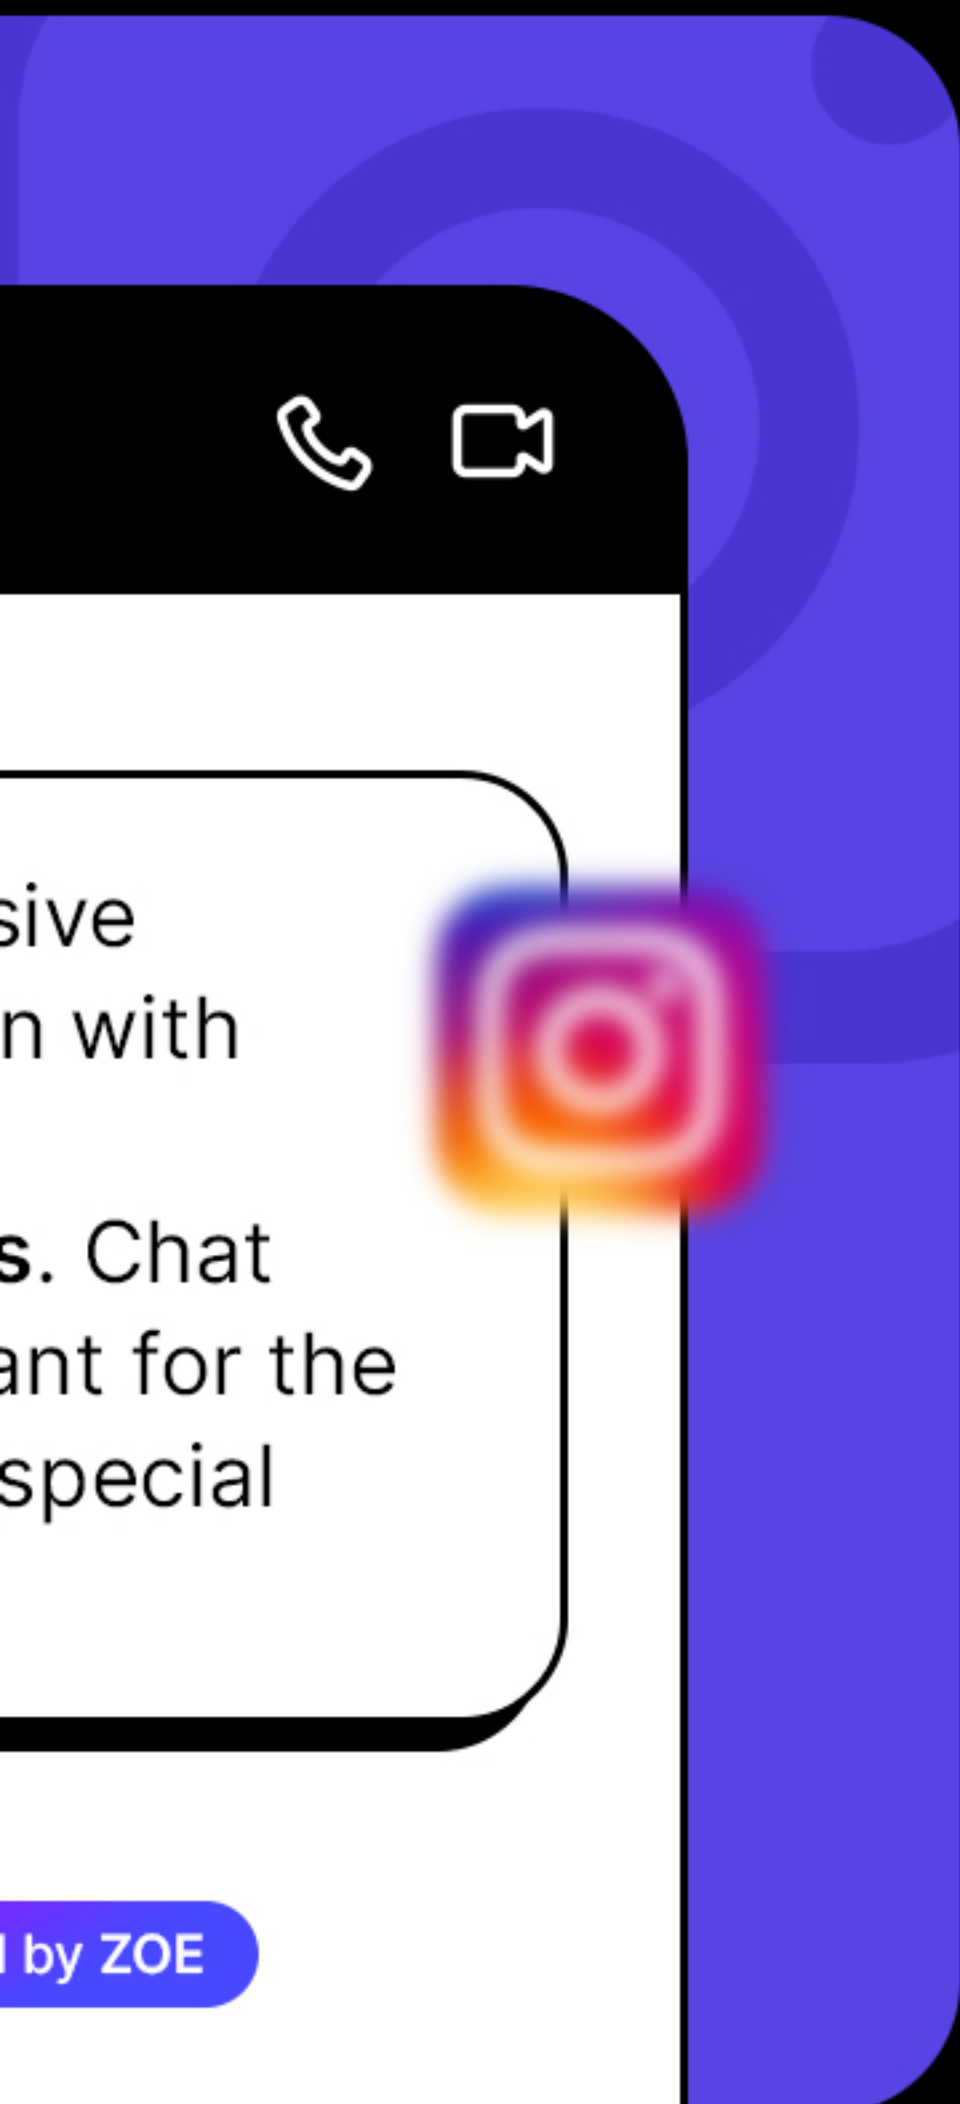 sive
n with
s. Chat
ant for the
special
by ZOE